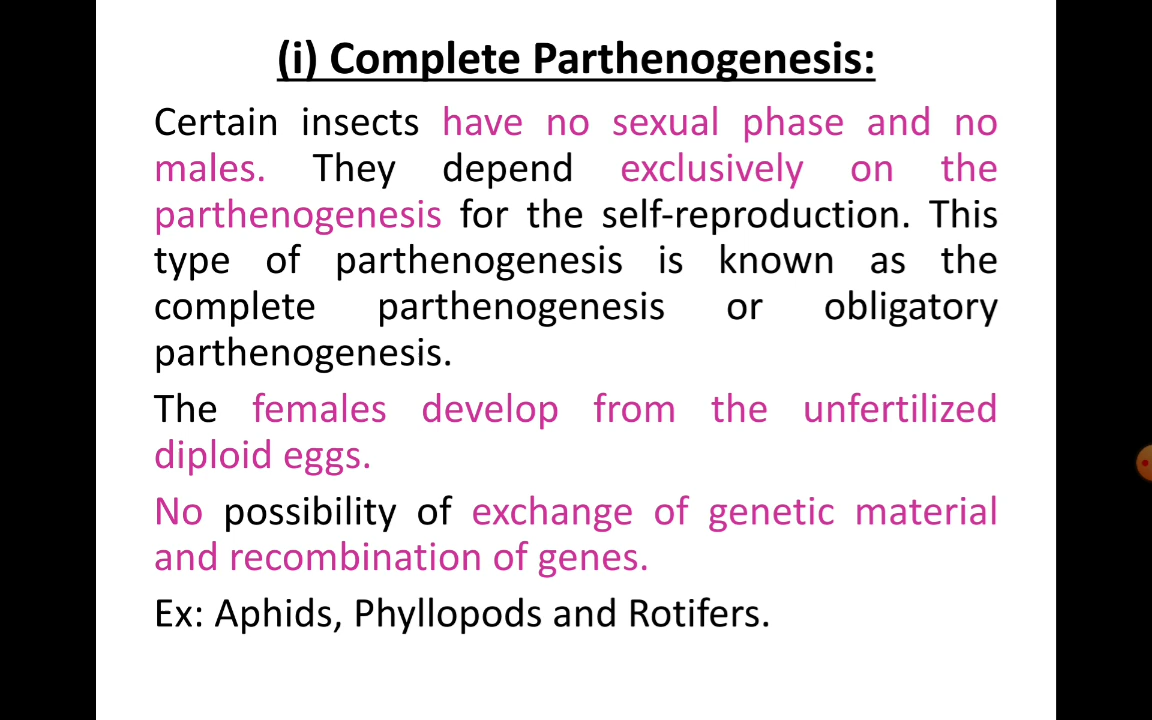 (i) Complete Parthenogenesis:
Certain insects have no sexual phase and no
males. They depend exclusively on the
parthenogenesis for the self-reproduction. This
type of parthenogenesis is known as the
complete parthenogenesis or obligatory
parthenogenesis.
The females develop from the unfertilized
diploid eggs.
No possibility of exchange of genetic material
and recombination of genes.
Ex: Aphids, Phyllopods and Rotifers.